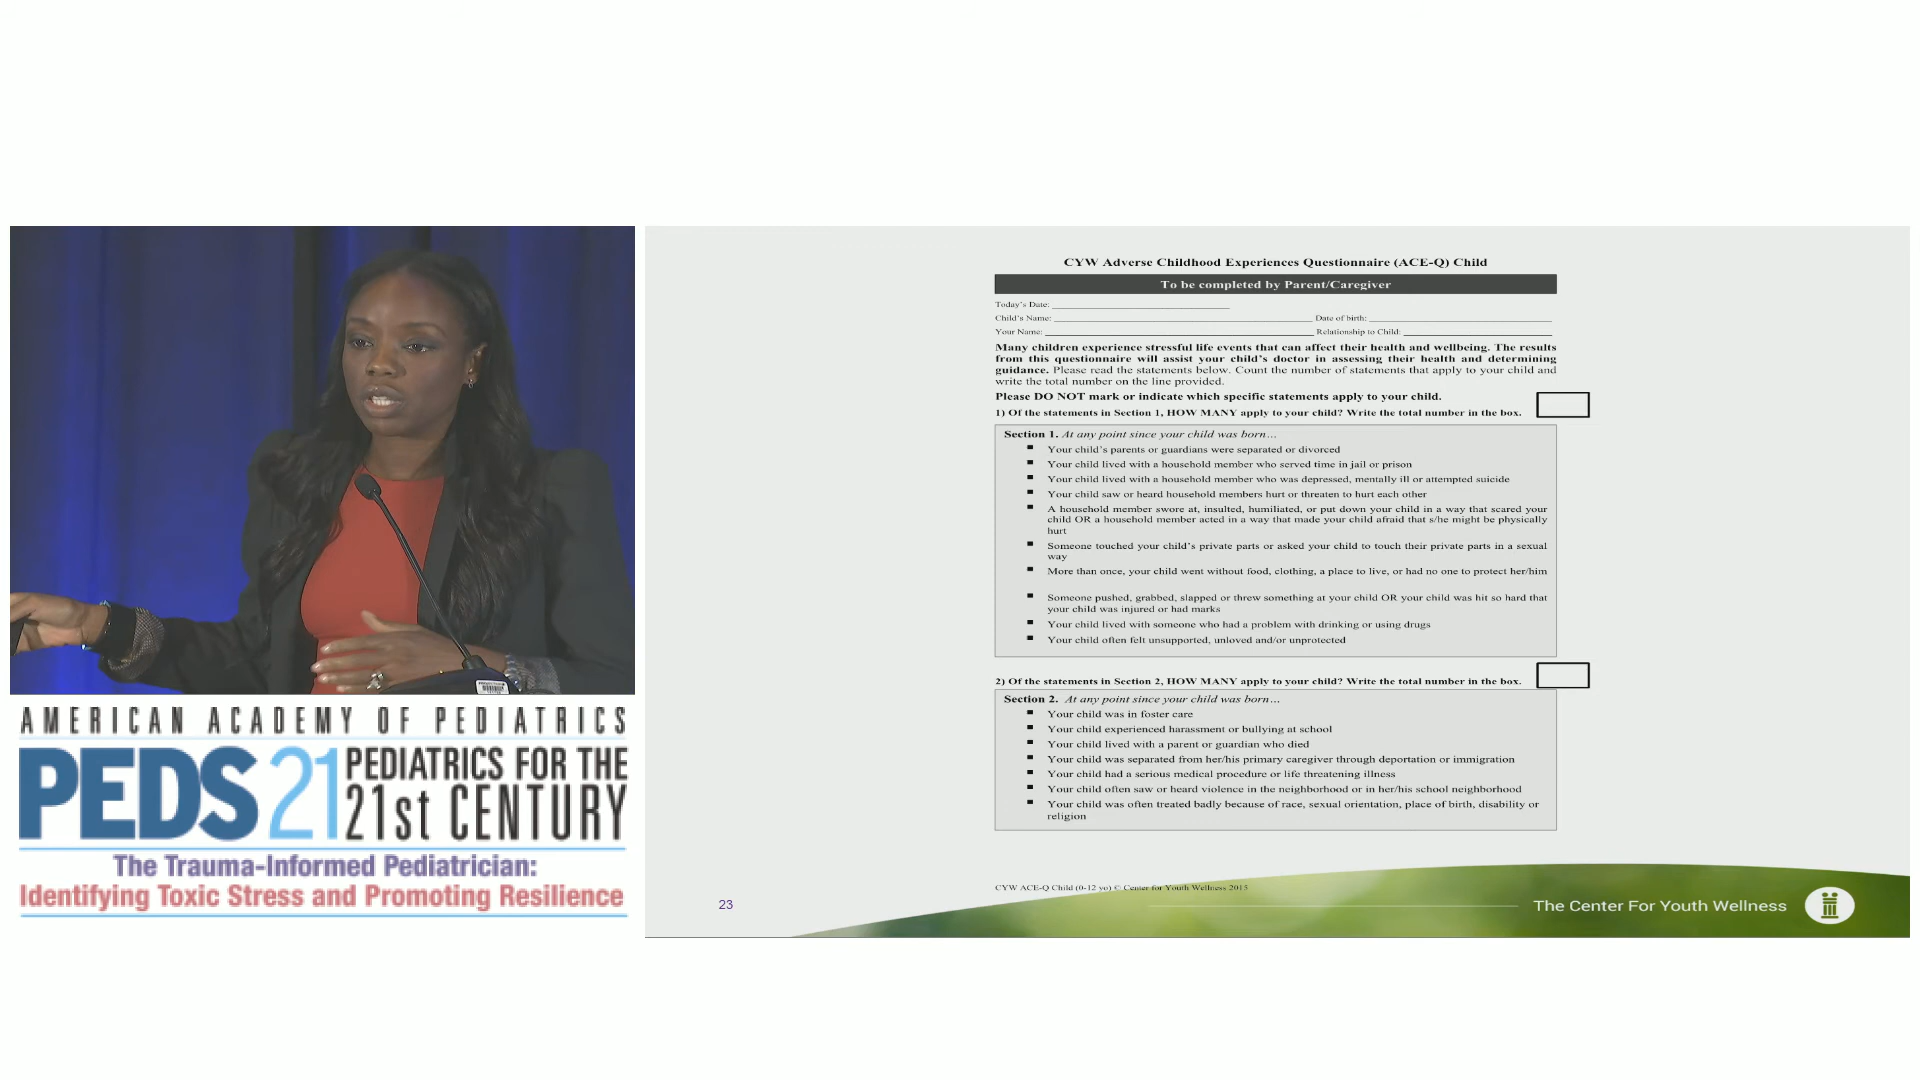 AMERICAN ACADEMY OF PEDIATRICS
PEDS 21 PEDIATRICS FOR THE
21st CENTURY
The Trauma-Informed Pediatrician:
Identifying Toxic Stress and Promoting Resilience
CYW Adverse Childhood Experiences Questionnaire (ACE-Q) Child
To be completed by Parent/Caregiver
Today's Date:
Child's Name: Date of birth:
Your Name: Relationship to Child:
Many children experience stressful life events that can affect their health and wellbeing. The results
from this questionnaire will assist your child's doctor in assessing their health and determining
guidance. Please read the statements below. Count the number of statements that apply to your child and
write the total number on the line provided.
Please DO NOT mark or indicate which specific statements apply to your child.
1) Of the statements in Section 1, HOW MANY apply to your child? Write the total number in the box.
Section 1. At any point since your child was born…
Your child's parents or guardians were separated or divorced
Your child lived with a household member who served time in jail or prison
Your child lived with a household member who was depressed, mentally ill or attempted suicide
Your child saw or heard household members hurt or threaten to hurt each other
A household member swore at, insulted, humiliated, or put down your child in a way that scared your
child OR a household member acted in a way that made your child afraid that s/he might be physically
hurt
Someone touched your child's private parts or asked your child to touch their private parts in a sexual
way
More than once, your child went without food, clothing, a place to live, or had no one to protect her/him
Someone pushed, grabbed, slapped or threw something at your child OR your child was hit so hard that
your child was injured or had marks
Your child lived with someone who had a problem with drinking or using drugs
Your child often felt unsupported, unloved and/or unprotected
2) Of the statements in Section 2, HOW MANY apply to your child? Write the total number in the box.
Section 2. At any point since your child was born…
Your child was in foster care
Your child experienced harassment or bullying at school
Your child lived with a parent or guardian who died
Your child was separated from her/his primary caregiver through deportation or immigration
Your child had a serious medical procedure or life threatening illness
Your child often saw or heard violence in the neighborhood or in her/his school neighborhood
Your child was often treated badly because of race, sexual orientation, place of birth, disability or
religion
CYW ACE-Q Child (0-12 yo) © Center for Youth Wellness 2015
23
The Center For Youth Wellness